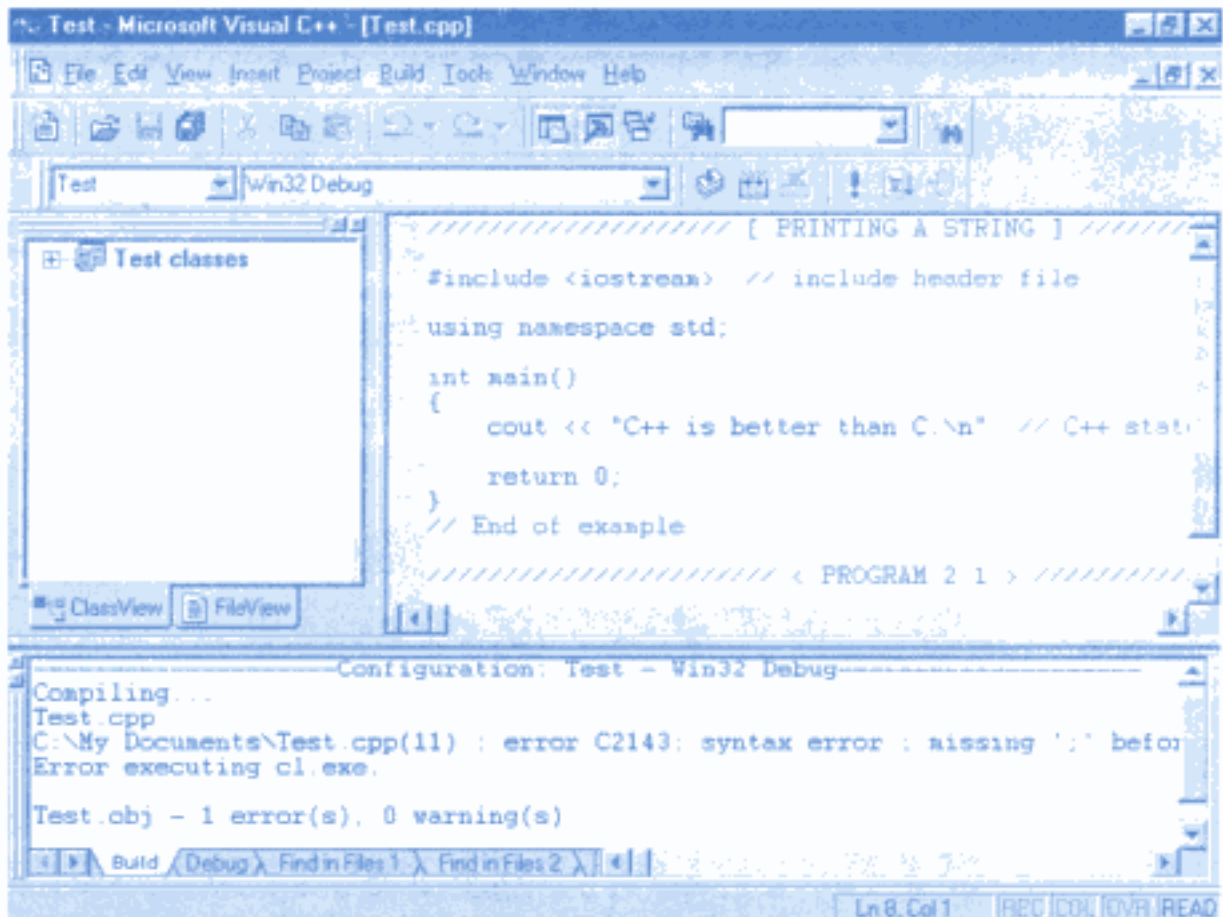 Test - Microsoft Visual C++ - [Test.cpp]
File Edit View Insert Project Build Tools Window Help
Test Win32 Debug
Test classes
ClassView FileView
//////////////////// [ PRINTING A STRING ] ///////
#include <iostream> // include header file
using namespace std;
int main()
{
cout << "C++ is better than C.\n" // C++ stat
return 0;
}
// End of example
/////////////////////// < PROGRAM 2 1 > //////////
--------------------Configuration: Test - Win32 Debug--------------------
Compiling...
Test.cpp
C:\My Documents\Test.cpp(11) : error C2143: syntax error : missing ';' befor
Error executing cl.exe.
Test.obj - 1 error(s), 0 warning(s)
Build Debug Find in Files 1 Find in Files 2
Ln 8, Col 1 REC COL OVR READ